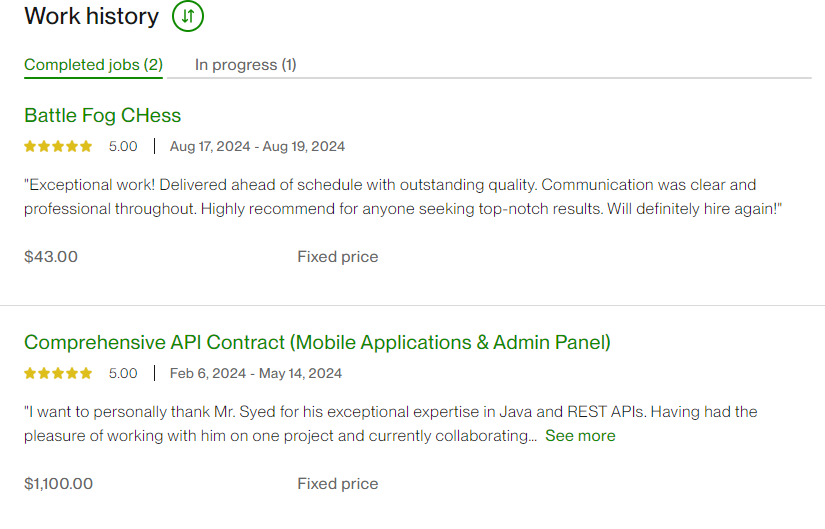 Work history
Completed jobs (2)
In progress (1)
Battle Fog CHess
5.00
Aug 17, 2024 - Aug 19, 2024
"Exceptional work! Delivered ahead of schedule with outstanding quality. Communication was clear and
professional throughout. Highly recommend for anyone seeking top-notch results. Will definitely hire again!"
$43.00
Fixed price
Comprehensive API Contract (Mobile Applications & Admin Panel)
5.00
Feb 6, 2024 - May 14, 2024
"I want to personally thank Mr. Syed for his exceptional expertise in Java and REST APIs. Having had the
pleasure of working with him on one project and currently collaborating... See more
$1,100.00
Fixed price